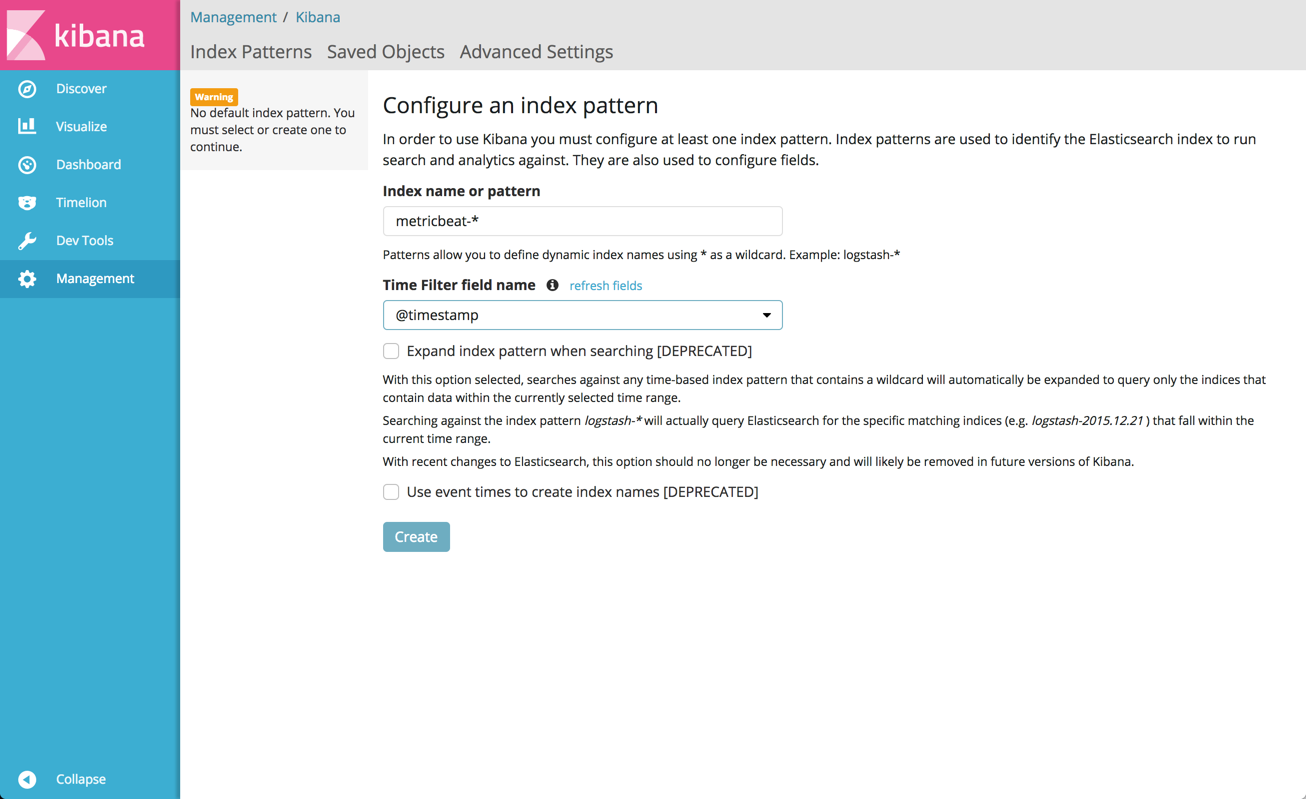 kibana
Discover
Visualize
Dashboard
Timelion
Dev Tools
Management
Collapse
Management / Kibana
Index Patterns Saved Objects Advanced Settings
Warning
No default index pattern. You
must select or create one to
continue.
Configure an index pattern
In order to use Kibana you must configure at least one index pattern. Index patterns are used to identify the Elasticsearch index to run
search and analytics against. They are also used to configure fields.
Index name or pattern
metricbeat-*
Patterns allow you to define dynamic index names using * as a wildcard. Example: logstash-*
Time Filter field name refresh fields
@timestamp
Expand index pattern when searching [DEPRECATED]
With this option selected, searches against any time-based index pattern that contains a wildcard will automatically be expanded to query only the indices that
contain data within the currently selected time range.
Searching against the index pattern logstash-* will actually query Elasticsearch for the specific matching indices (e.g. logstash-2015.12.21 ) that fall within the
current time range.
With recent changes to Elasticsearch, this option should no longer be necessary and will likely be removed in future versions of Kibana.
Use event times to create index names [DEPRECATED]
Create